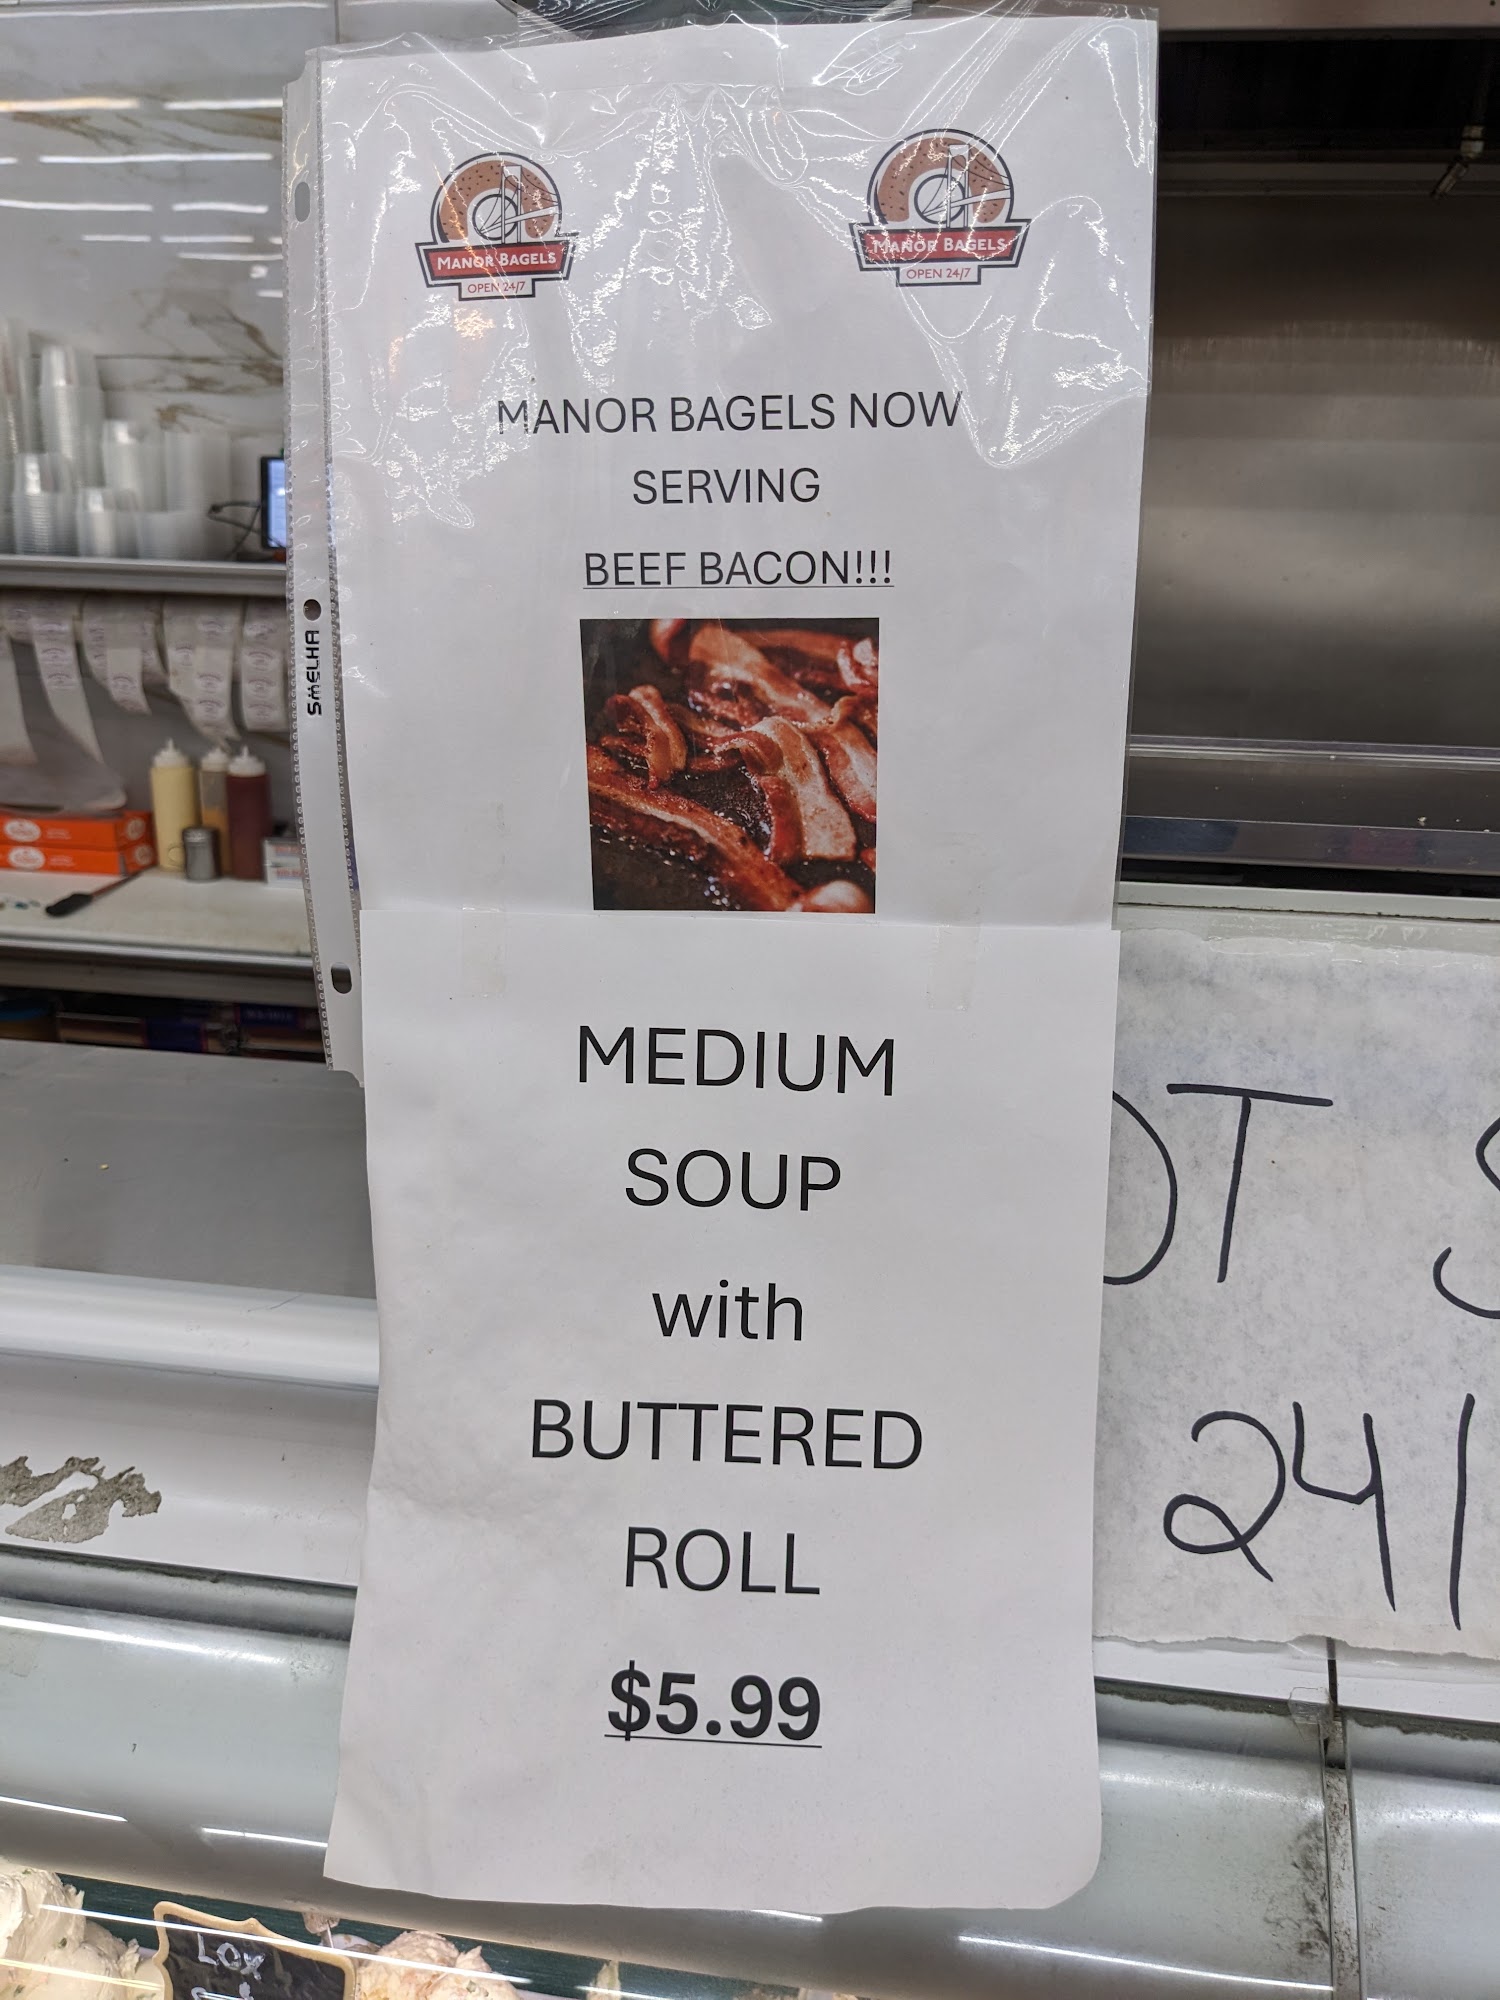 MANOR BAGELS
OPEN 24/7
MANOR BAGELS
OPEN 24/7
MANOR BAGELS NOW
SERVING
BEEF BACON!!!
SMELHA
MEDIUM
SOUP
with
BUTTERED
ROLL
$5.99
OT S
24/
LOX